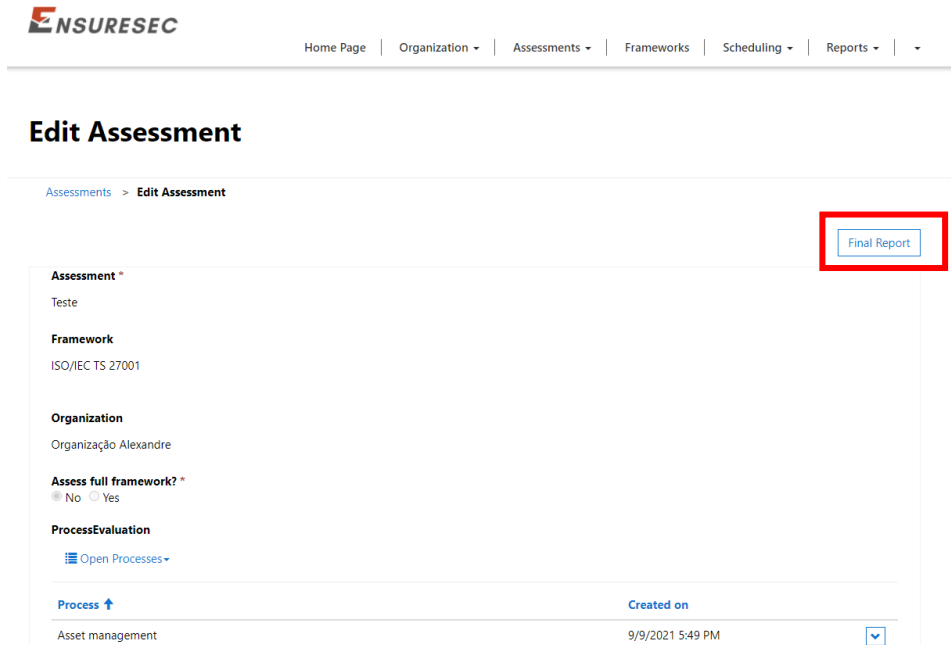 ENSURESEC
Home Page Organization Assessments Frameworks Scheduling Reports
Edit Assessment
Assessments > Edit Assessment
Final Report
Assessment *
Teste
Framework
ISO/IEC TS 27001
Organization
Organização Alexandre
Assess full framework? *
No Yes
ProcessEvaluation
Open Processes
Process Created on
Asset management 9/9/2021 5:49 PM